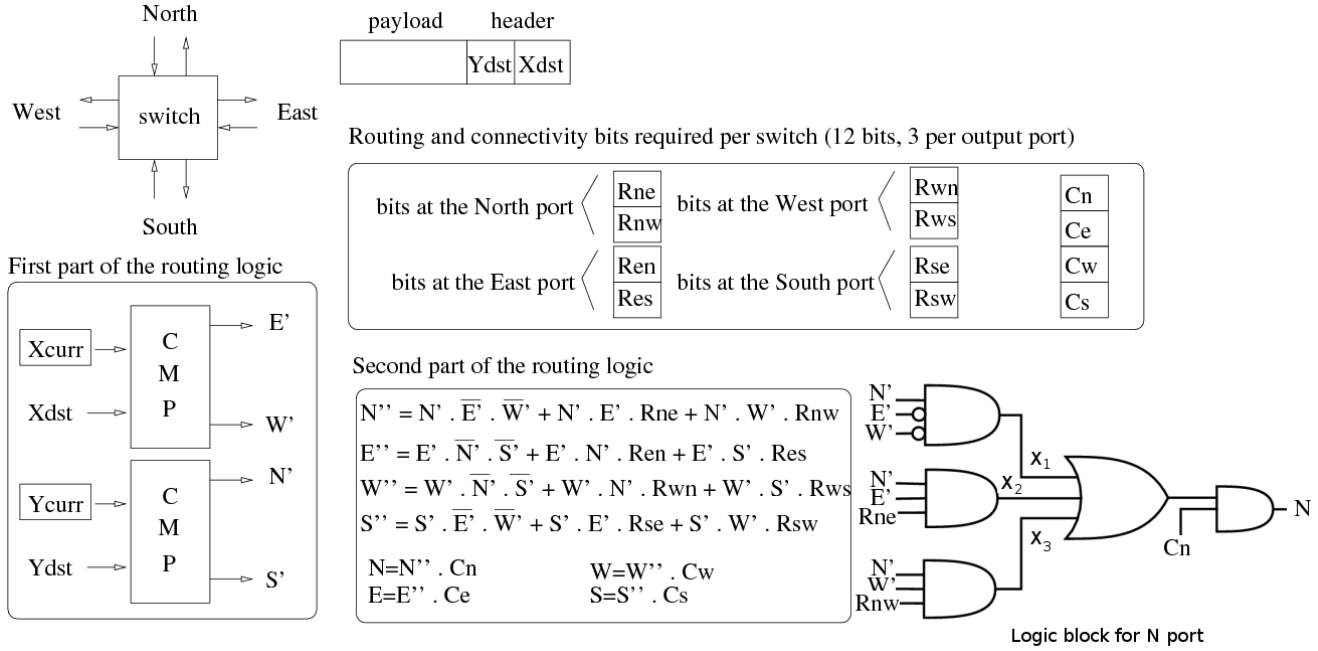 North
West
switch
East
South
payload header
Ydst Xdst
Routing and connectivity bits required per switch (12 bits, 3 per output port)
bits at the North port
Rne
Rnw
bits at the West port
Rwn
Rws
bits at the East port
Ren
Res
bits at the South port
Rse
Rsw
Cn
Ce
Cw
Cs
First part of the routing logic
Xcurr
Xdst
C
M
P
E'
W'
Ycurr
Ydst
C
M
P
N'
S'
Second part of the routing logic
N'' = N' . E̅' . W̅' + N' . E' . Rne + N' . W' . Rnw
E'' = E' . N̅' . S̅' + E' . N' . Ren + E' . S' . Res
W'' = W' . N̅' . S̅' + W' . N' . Rwn + W' . S' . Rws
S'' = S' . E̅' . W̅' + S' . E' . Rse + S' . W' . Rsw
N=N'' . Cn W=W'' . Cw
E=E'' . Ce S=S'' . Cs
N'
E'
W'
X₁
N'
E'
Rne
X₂
N'
W'
Rnw
X₃
Cn
N
Logic block for N port